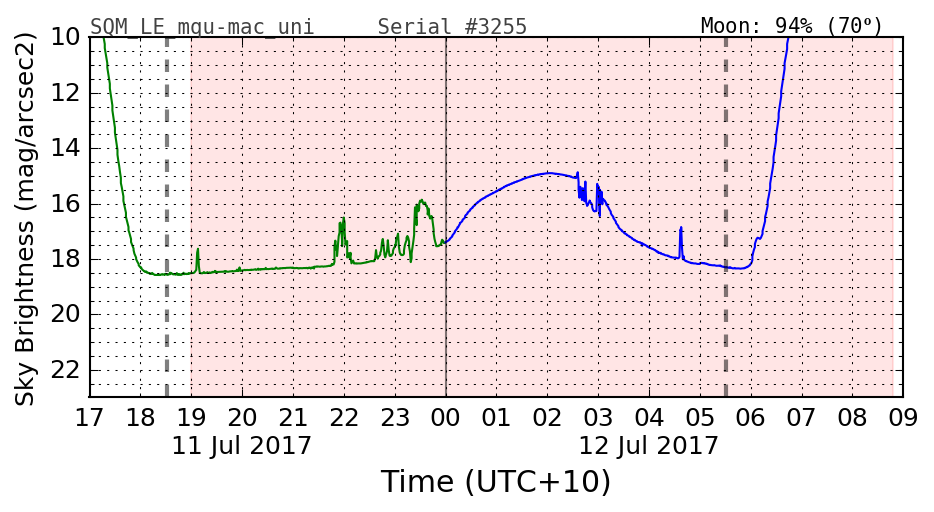 SQM_LE_mqu-mac_uni Serial #3255 Moon: 94% (70º)
10
12
14
16
18
20
22
Sky Brightness (mag/arcsec2)
17 18 19 20 21 22 23 00 01 02 03 04 05 06 07 08 09
11 Jul 2017 12 Jul 2017
Time (UTC+10)